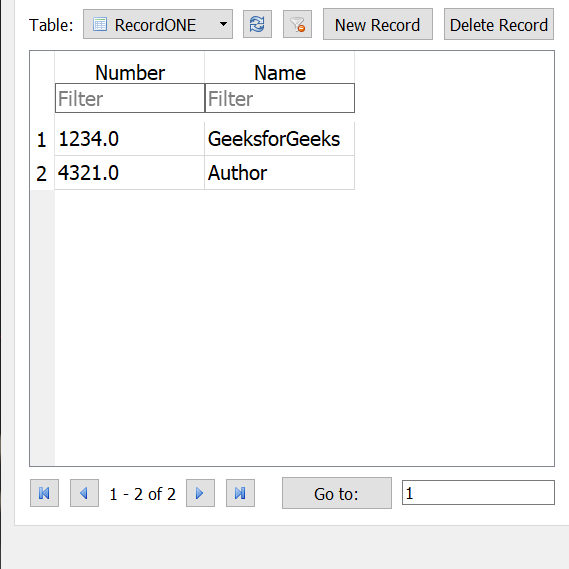 Table: RecordONE New Record Delete Record
Number Name
Filter Filter
1 1234.0 GeeksforGeeks
2 4321.0 Author
1 - 2 of 2 Go to: 1